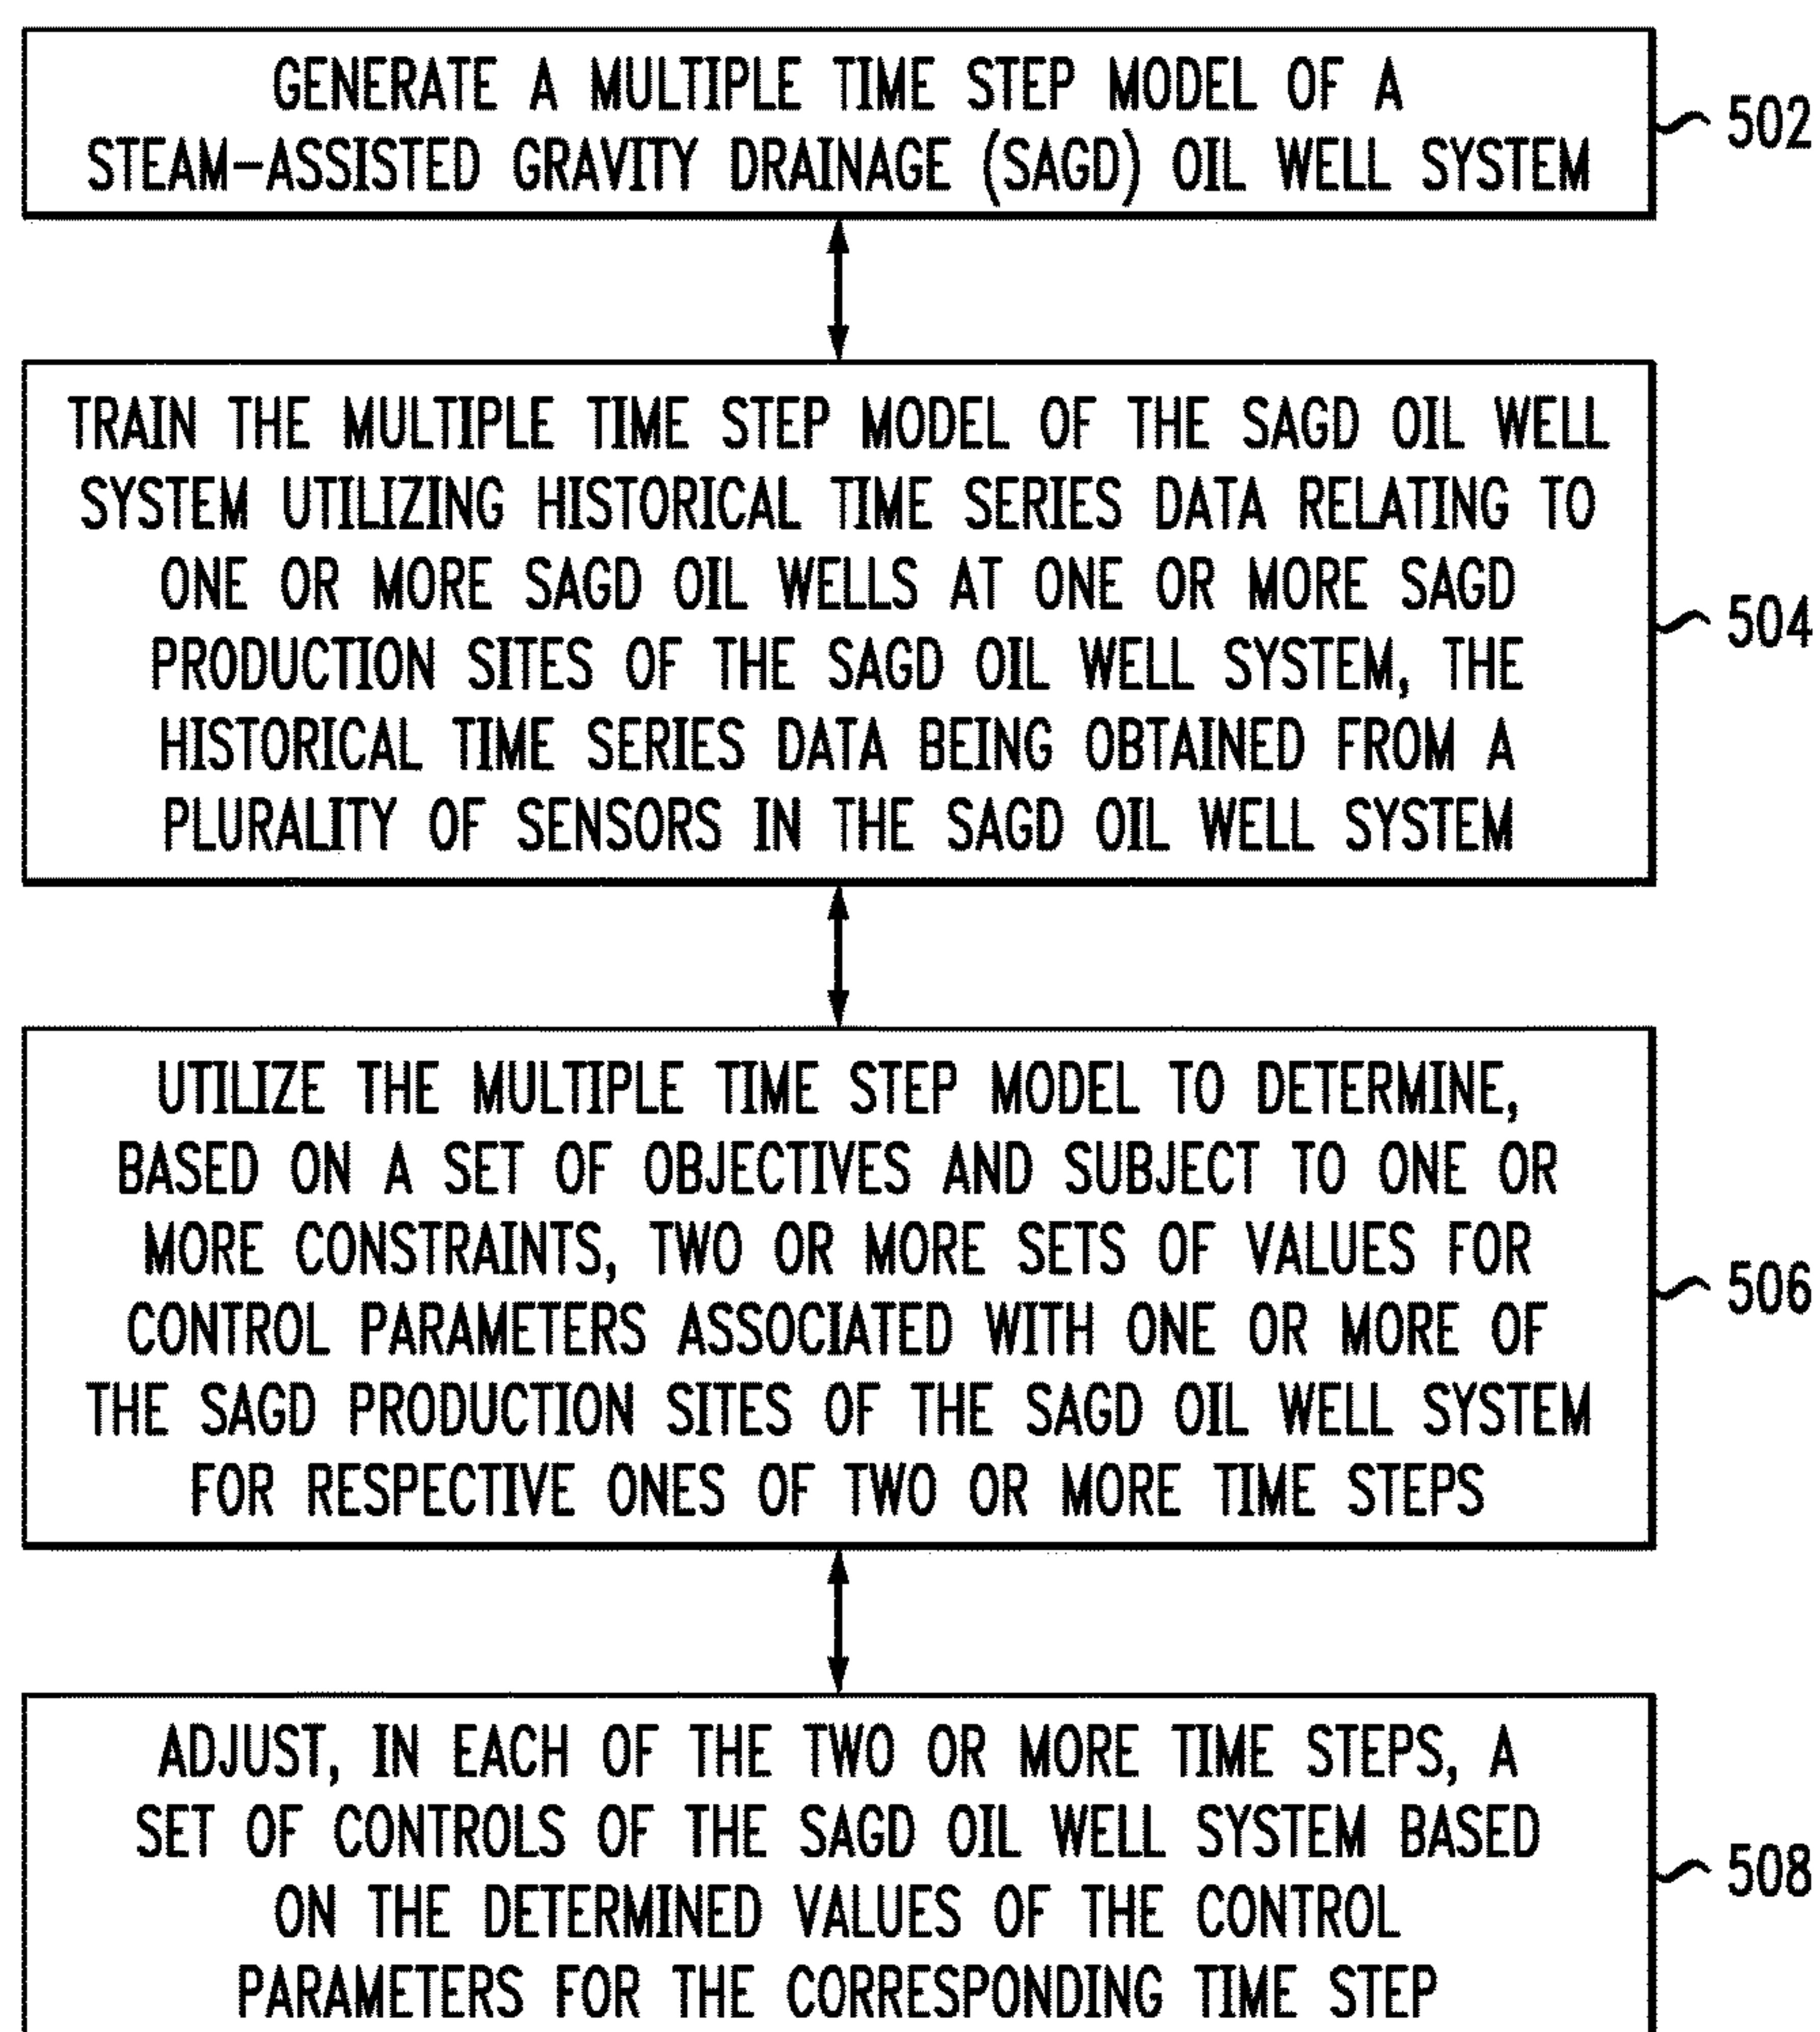 GENERATE A MULTIPLE TIME STEP MODEL OF A
STEAM-ASSISTED GRAVITY DRAINAGE (SAGD) OIL WELL SYSTEM
502
TRAIN THE MULTIPLE TIME STEP MODEL OF THE SAGD OIL WELL
SYSTEM UTILIZING HISTORICAL TIME SERIES DATA RELATING TO
ONE OR MORE SAGD OIL WELLS AT ONE OR MORE SAGD
PRODUCTION SITES OF THE SAGD OIL WELL SYSTEM, THE
HISTORICAL TIME SERIES DATA BEING OBTAINED FROM A
PLURALITY OF SENSORS IN THE SAGD OIL WELL SYSTEM
504
UTILIZE THE MULTIPLE TIME STEP MODEL TO DETERMINE,
BASED ON A SET OF OBJECTIVES AND SUBJECT TO ONE OR
MORE CONSTRAINTS, TWO OR MORE SETS OF VALUES FOR
CONTROL PARAMETERS ASSOCIATED WITH ONE OR MORE OF
THE SAGD PRODUCTION SITES OF THE SAGD OIL WELL SYSTEM
FOR RESPECTIVE ONES OF TWO OR MORE TIME STEPS
506
ADJUST, IN EACH OF THE TWO OR MORE TIME STEPS, A
SET OF CONTROLS OF THE SAGD OIL WELL SYSTEM BASED
ON THE DETERMINED VALUES OF THE CONTROL
PARAMETERS FOR THE CORRESPONDING TIME STEP
508